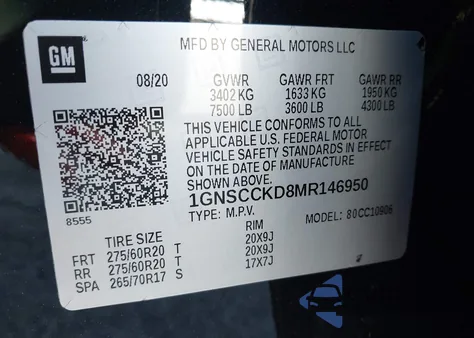 GM
MFD BY GENERAL MOTORS LLC
08/20 GVWR GAWR FRT GAWR RR
3402 KG 1633 KG 1950 KG
7500 LB 3600 LB 4300 LB
THIS VEHICLE CONFORMS TO ALL
APPLICABLE U.S. FEDERAL MOTOR
VEHICLE SAFETY STANDARDS IN EFFECT
ON THE DATE OF MANUFACTURE
SHOWN ABOVE.
8555
1GNSCCKD8MR146950
TYPE: M.P.V. MODEL: 80CC10906
TIRE SIZE RIM
FRT 275/60R20 T 20X9J
RR 275/60R20 T 20X9J
SPA 265/70R17 S 17X7J